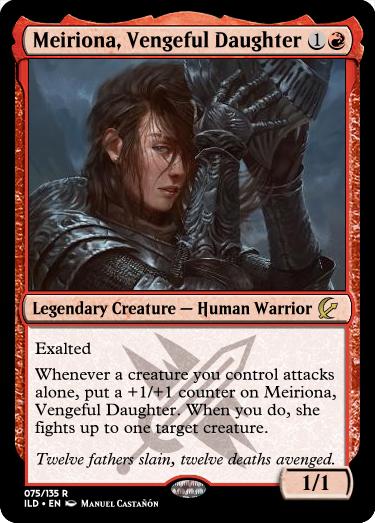 Meiriona, Vengeful Daughter 1
Legendary Creature — Human Warrior
Exalted
Whenever a creature you control attacks
alone, put a +1/+1 counter on Meiriona,
Vengeful Daughter. When you do, she
fights up to one target creature.
Twelve fathers slain, twelve deaths avenged.
1/1
075/135 R
ILD • EN Manuel Castañón